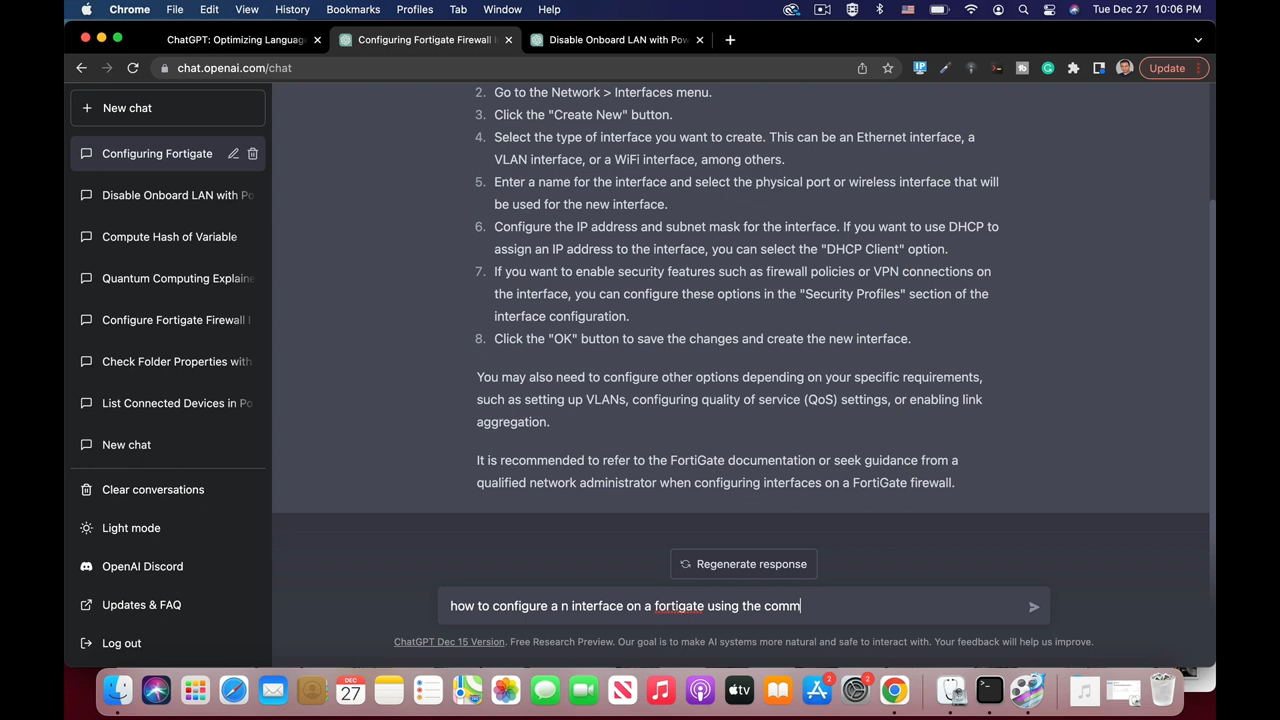 Chrome File Edit View History Bookmarks Profiles Tab Window Help Tue Dec 27 10:06 PM
ChatGPT: Optimizing Languag Configuring Fortigate Firewall I Disable Onboard LAN with Pow
chat.openai.com/chat Update
New chat
Configuring Fortigate
Disable Onboard LAN with Po
Compute Hash of Variable
Quantum Computing Explaine
Configure Fortigate Firewall I
Check Folder Properties with
List Connected Devices in Po
New chat
Clear conversations
Light mode
OpenAI Discord
Updates & FAQ
Log out
2. Go to the Network > Interfaces menu.
3. Click the "Create New" button.
4. Select the type of interface you want to create. This can be an Ethernet interface, a
VLAN interface, or a WiFi interface, among others.
5. Enter a name for the interface and select the physical port or wireless interface that will
be used for the new interface.
6. Configure the IP address and subnet mask for the interface. If you want to use DHCP to
assign an IP address to the interface, you can select the "DHCP Client" option.
7. If you want to enable security features such as firewall policies or VPN connections on
the interface, you can configure these options in the "Security Profiles" section of the
interface configuration.
8. Click the "OK" button to save the changes and create the new interface.
You may also need to configure other options depending on your specific requirements,
such as setting up VLANs, configuring quality of service (QoS) settings, or enabling link
aggregation.
It is recommended to refer to the FortiGate documentation or seek guidance from a
qualified network administrator when configuring interfaces on a FortiGate firewall.
Regenerate response
how to configure a n interface on a fortigate using the comm
ChatGPT Dec 15 Version. Free Research Preview. Our goal is to make AI systems more natural and safe to interact with. Your feedback will help us improve.
DEC
27
tv
2 2